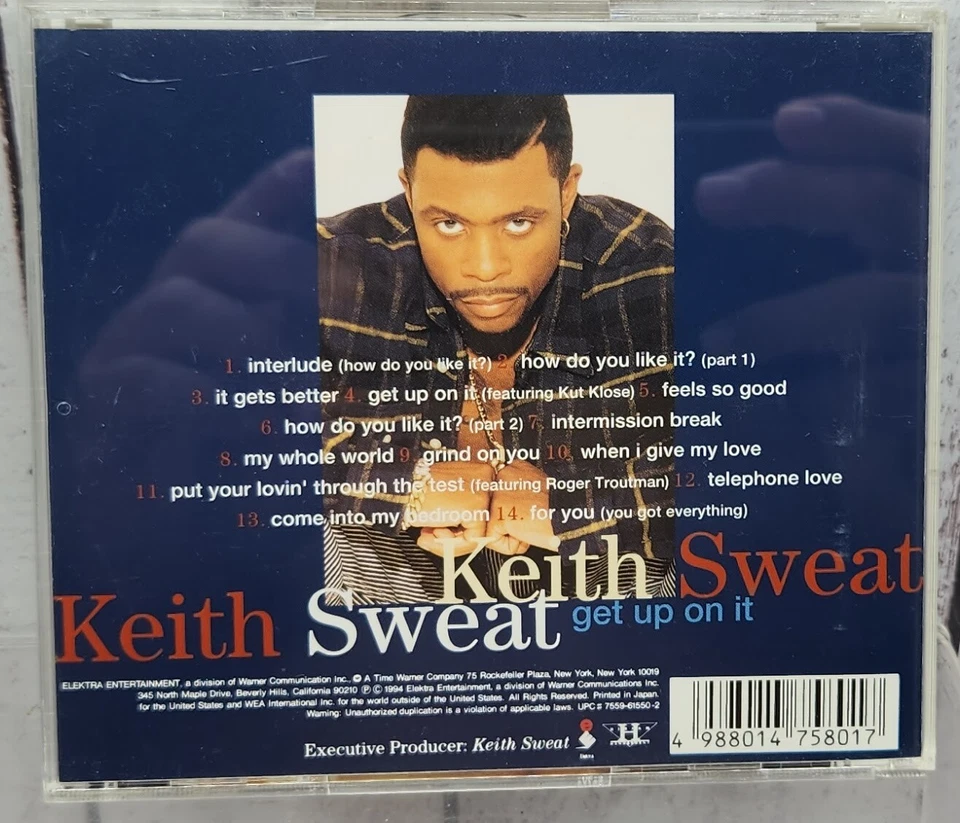 1. interlude (how do you like it?) 2. how do you like it? (part 1)
3. it gets better 4. get up on it (featuring Kut Klose) 5. feels so good
6. how do you like it? (part 2) 7. intermission break
8. my whole world 9. grind on you 10. when i give my love
11. put your lovin' through the test (featuring Roger Troutman) 12. telephone love
13. come into my bedroom 14. for you (you got everything)
Keith Sweat
Keith Sweat get up on it
ELEKTRA ENTERTAINMENT, a division of Warner Communication Inc., A Time Warner Company 75 Rockefeller Plaza, New York, New York 10019
345 North Maple Drive, Beverly Hills, California 90210 ℗ © 1994 Elektra Entertainment, a division of Warner Communications Inc.
for the United States and WEA International Inc. for the world outside of the United States. All Rights Reserved. Printed in Japan.
Warning: Unauthorized duplication is a violation of applicable laws. UPC# 7559-61550-2
Executive Producer: Keith Sweat
H
4 988014 758017